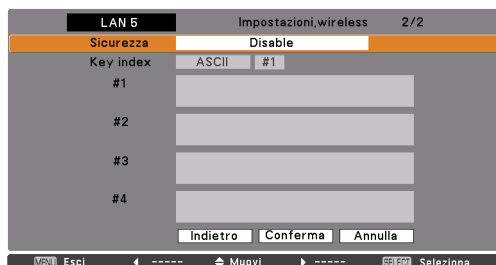 LAN 5 Impostazioni,wireless 2/2
Sicurezza Disable
Key index ASCII #1
#1
#2
#3
#4
Indietro Conferma Annulla
MENU Esci ----- Muovi ----- SELECT Seleziona